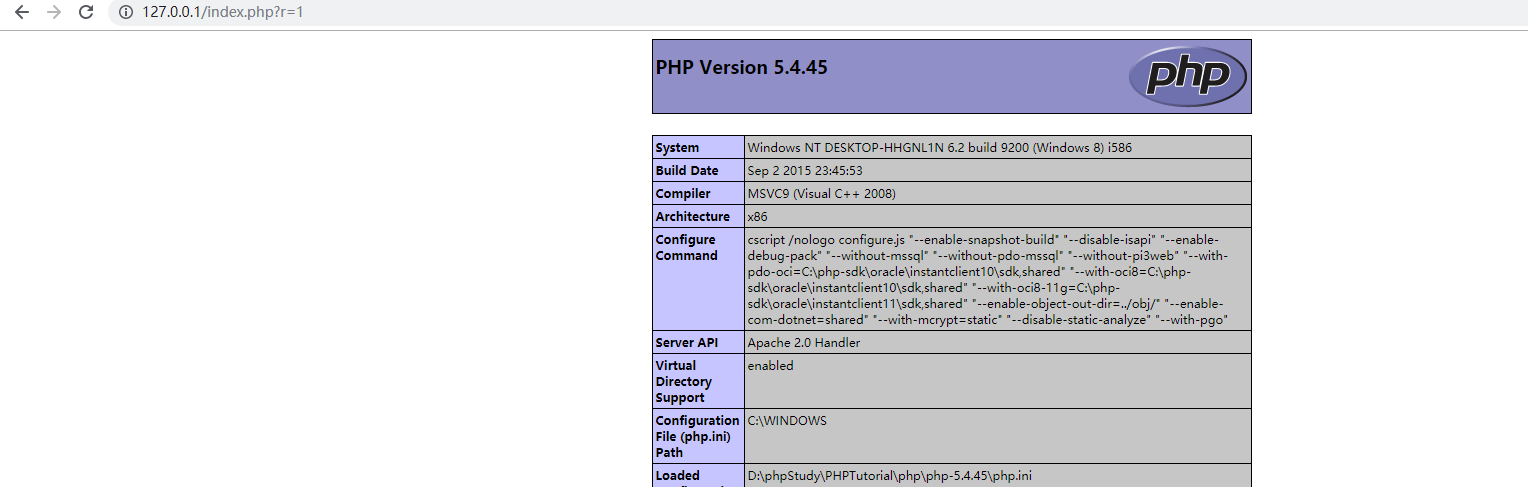 127.0.0.1/index.php?r=1
PHP Version 5.4.45
php
System
Windows NT DESKTOP-HHGNL1N 6.2 build 9200 (Windows 8) i586
Build Date
Sep 2 2015 23:45:53
Compiler
MSVC9 (Visual C++ 2008)
Architecture
x86
Configure
Command
cscript /nologo configure.js "--enable-snapshot-build" "--disable-isapi" "--enable-
debug-pack" "--without-mssql" "--without-pdo-mssql" "--without-pi3web" "--with-
pdo-oci=C:\php-sdk\oracle\instantclient10\sdk,shared" "--with-oci8=C:\php-
sdk\oracle\instantclient10\sdk,shared" "--with-oci8-11g=C:\php-
sdk\oracle\instantclient11\sdk,shared" "--enable-object-out-dir=../obj/" "--enable-
com-dotnet=shared" "--with-mcrypt=static" "--disable-static-analyze" "--with-pgo"
Server API
Apache 2.0 Handler
Virtual
Directory
Support
enabled
Configuration
File (php.ini)
Path
C:\WINDOWS
Loaded
D:\phpStudy\PHPTutorial\php\php-5.4.45\php.ini